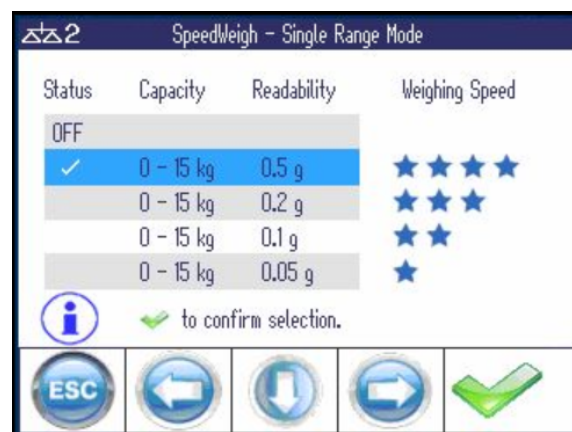 2 SpeedWeigh - Single Range Mode
Status Capacity Readability Weighing Speed
OFF
0 - 15 kg 0.5 g
0 - 15 kg 0.2 g
0 - 15 kg 0.1 g
0 - 15 kg 0.05 g
to confirm selection.
ESC